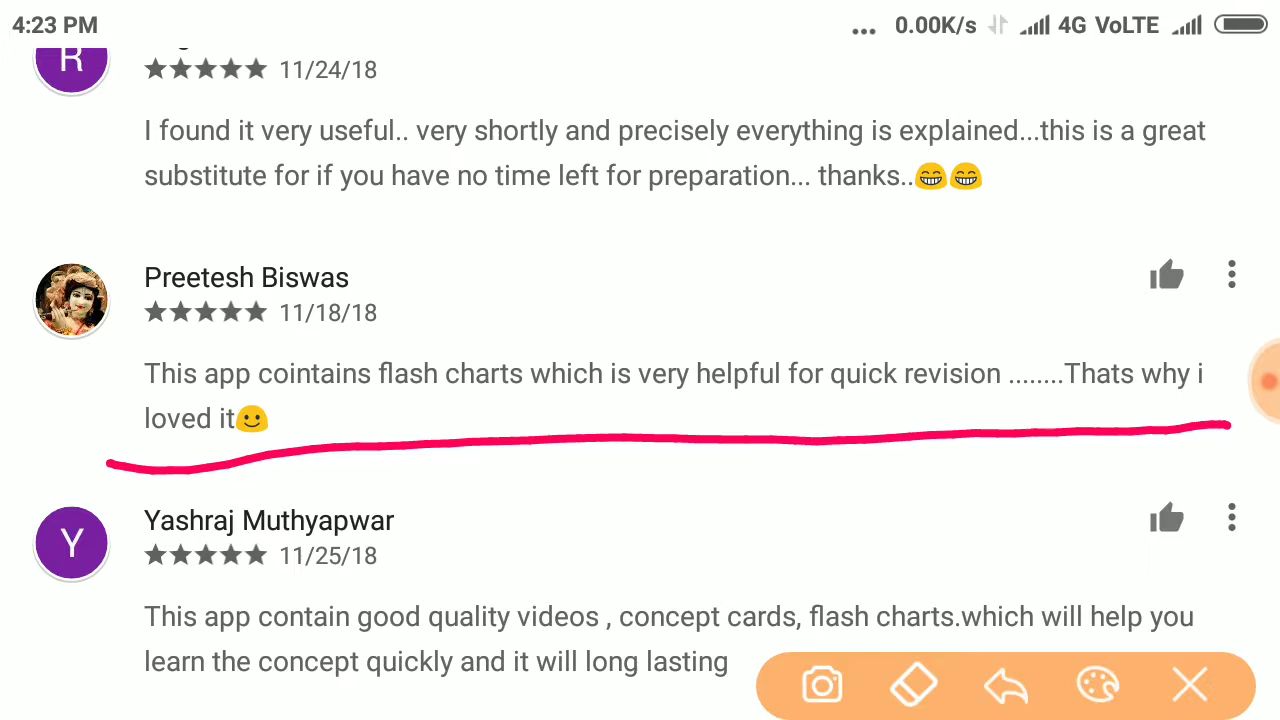 4:23 PM ... 0.00K/s 4G VoLTE
R
★★★★★ 11/24/18
I found it very useful.. very shortly and precisely everything is explained...this is a great
substitute for if you have no time left for preparation... thanks..😁😁
Preetesh Biswas
★★★★★ 11/18/18
This app cointains flash charts which is very helpful for quick revision ........Thats why i
loved it🙂
Y
Yashraj Muthyapwar
★★★★★ 11/25/18
This app contain good quality videos , concept cards, flash charts.which will help you
learn the concept quickly and it will long lasting